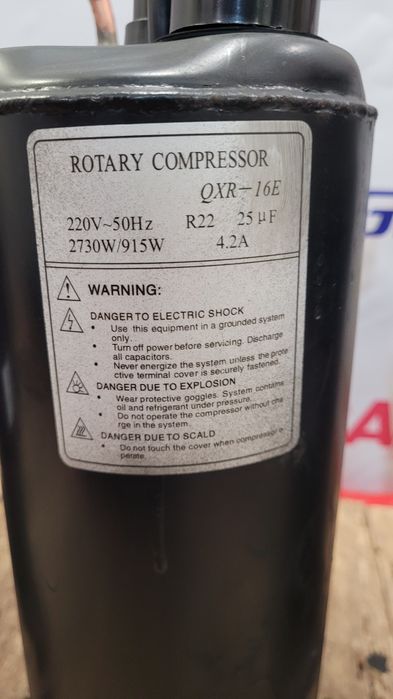 ROTARY COMPRESSOR
QXR-16E
220V~50Hz R22 25 μF
2730W/915W 4.2A
WARNING:
DANGER TO ELECTRIC SHOCK
• Use this equipment in a grounded system
only.
• Turn off power before servicing. Discharge
all capacitors.
• Never energize the system unless the prote
ctive terminal cover is securely fastened.
DANGER DUE TO EXPLOSION
• Wear protective goggles. System contains
oil and refrigerant under pressure.
• Do not operate the compressor without cha
rge in the system.
DANGER DUE TO SCALD
• Do not touch the cover when compressor o
perate.
G
A